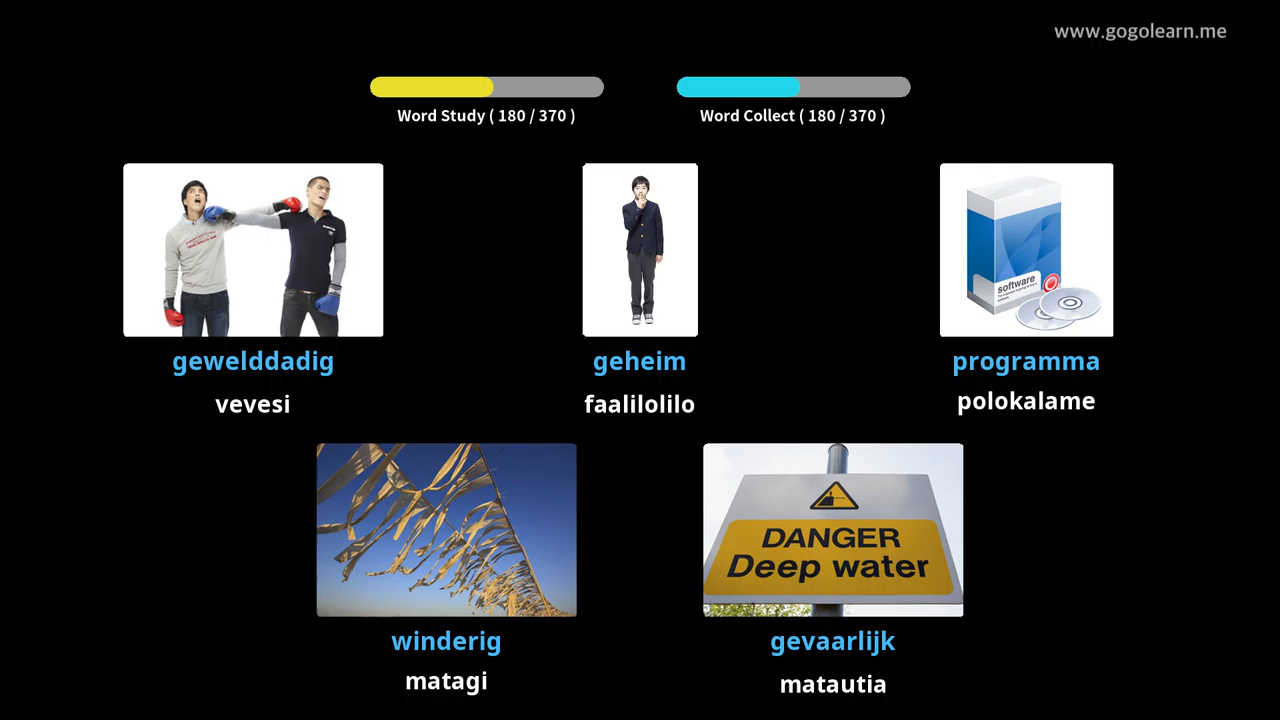 www.gogolearn.me
Word Study ( 180 / 370 )
Word Collect ( 180 / 370 )
software
gewelddadig
geheim
programma
vevesi
faalilolilo
polokalame
DANGER
Deep water
winderig
gevaarlijk
matagi
matautia